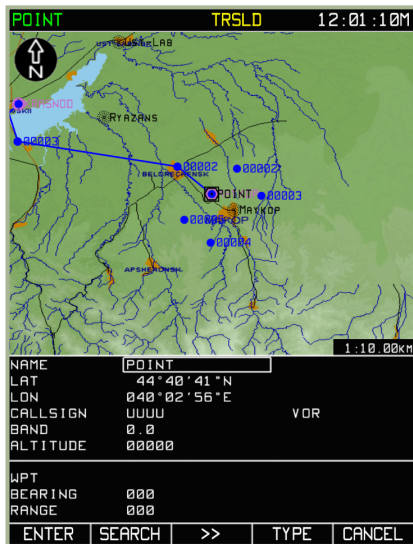 POINT TRSLD 12:01:10M
LAB
N
RYAZANS
00003
00002
00002
BELORECHENSK
POINT
00003
MAYKOP
00004
APSHERONSK
1:10.00KM
NAME POINT
LAT 44°40'41"N
LON 040°02'56"E
CALLSIGN UUUU VOR
BAND 0.0
ALTITUDE 00000
WPT
BEARING 000
RANGE 000
ENTER SEARCH >> TYPE CANCEL